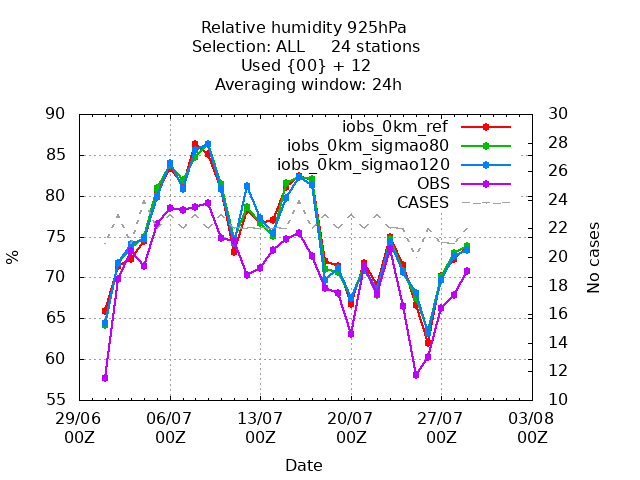 Relative humidity 925hPa
Selection: ALL 24 stations
Used {00} + 12
Averaging window: 24h
iobs_0km_ref
iobs_0km_sigmao80
iobs_0km_sigmao120
OBS
CASES
90
85
80
75
70
65
60
55
%
30
28
26
24
22
20
18
16
14
12
10
No cases
29/06 06/07 13/07 20/07 27/07 03/08
00Z 00Z 00Z 00Z 00Z 00Z
Date